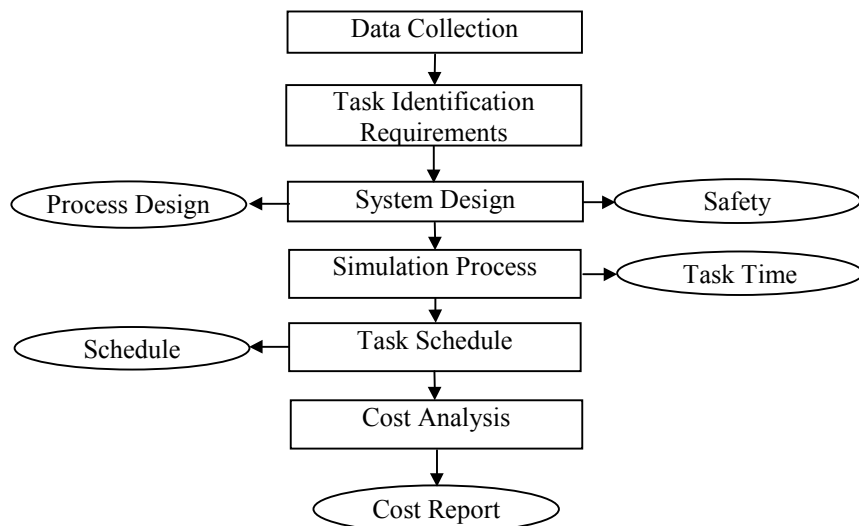 Data Collection
Task Identification
Requirements
Process Design
System Design
Safety
Simulation Process
Task Time
Schedule
Task Schedule
Cost Analysis
Cost Report